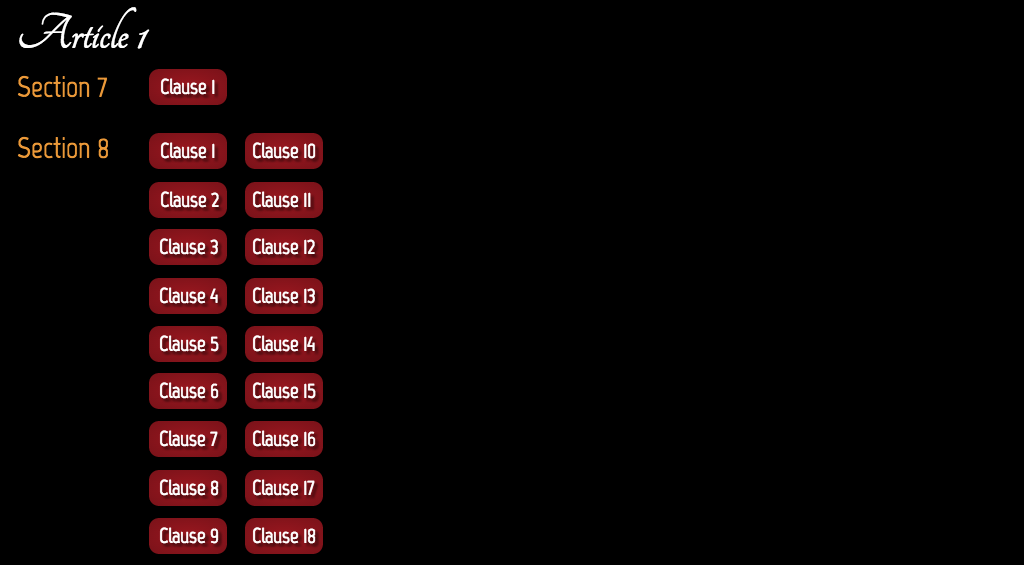 Article 1
Section 7 Clause 1
Section 8 Clause 1 Clause 10
Clause 2 Clause 11
Clause 3 Clause 12
Clause 4 Clause 13
Clause 5 Clause 14
Clause 6 Clause 15
Clause 7 Clause 16
Clause 8 Clause 17
Clause 9 Clause 18